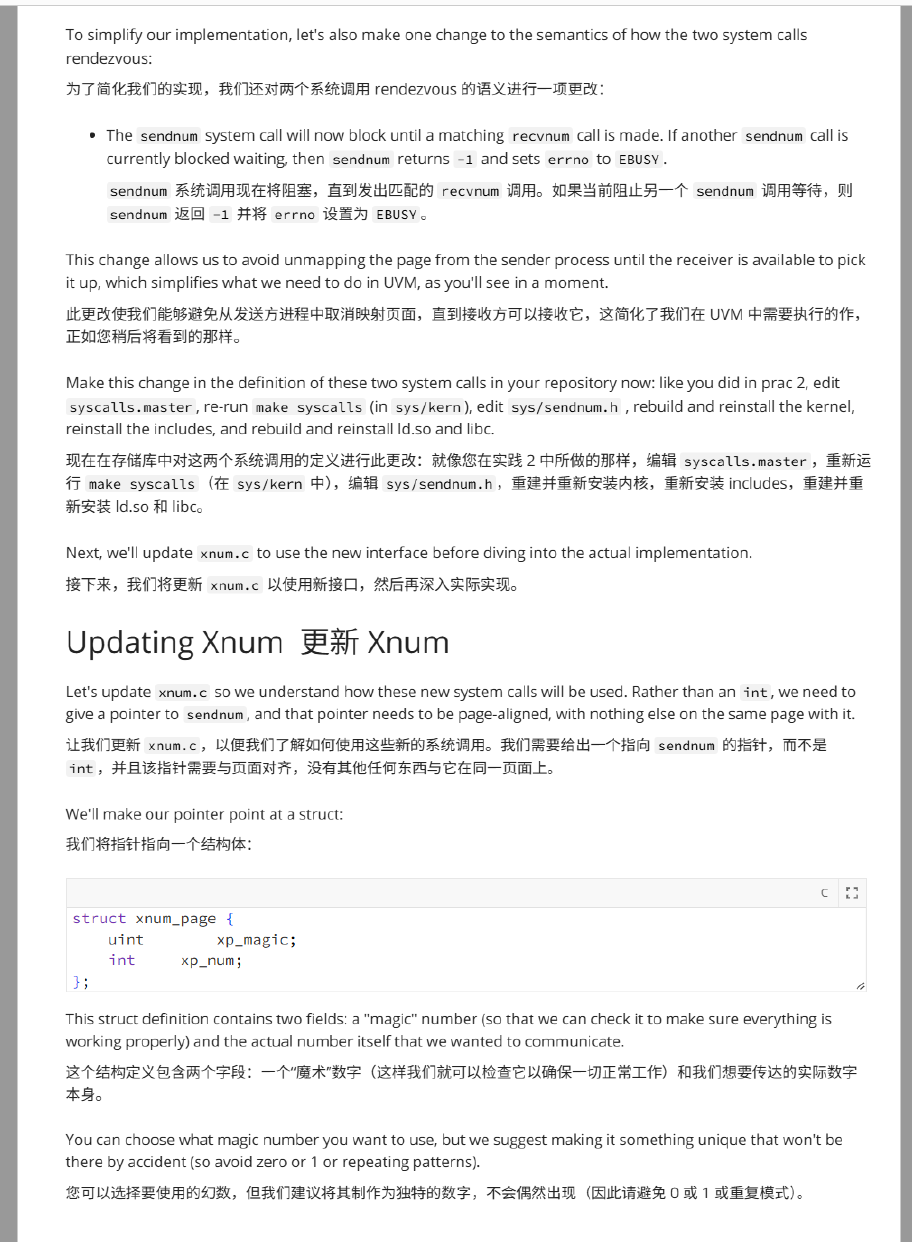 To simplify our implementation, let's also make one change to the semantics of how the two system calls
rendezvous:
为了简化我们的实现，我们还对两个系统调用 rendezvous 的语义进行一项更改：
• The sendnum system call will now block until a matching recvnum call is made. If another sendnum call is
currently blocked waiting, then sendnum returns -1 and sets errno to EBUSY.
sendnum 系统调用现在将阻塞，直到发出匹配的 recvnum 调用。如果当前阻止另一个 sendnum 调用等待，则
sendnum 返回 -1 并将 errno 设置为 EBUSY。
This change allows us to avoid unmapping the page from the sender process until the receiver is available to pick
it up, which simplifies what we need to do in UVM, as you'll see in a moment.
此更改使我们能够避免从发送方进程中取消映射页面，直到接收方可以接收它，这简化了我们在 UVM 中需要执行的作，
正如您稍后将看到的那样。
Make this change in the definition of these two system calls in your repository now: like you did in prac 2, edit
syscalls.master, re-run make syscalls (in sys/kern), edit sys/sendnum.h , rebuild and reinstall the kernel,
reinstall the includes, and rebuild and reinstall ld.so and libc.
现在在存储库中对这两个系统调用的定义进行此更改：就像您在实践 2 中所做的那样，编辑 syscalls.master，重新运
行 make syscalls（在 sys/kern 中），编辑 sys/sendnum.h，重建并重新安装内核，重新安装 includes，重建并重
新安装 ld.so 和 libc。
Next, we'll update xnum.c to use the new interface before diving into the actual implementation.
接下来，我们将更新 xnum.c 以使用新接口，然后再深入实际实现。
Updating Xnum 更新 Xnum
Let's update xnum.c so we understand how these new system calls will be used. Rather than an int, we need to
give a pointer to sendnum, and that pointer needs to be page-aligned, with nothing else on the same page with it.
让我们更新 xnum.c，以便我们了解如何使用这些新的系统调用。我们需要给出一个指向 sendnum 的指针，而不是
int，并且该指针需要与页面对齐，没有其他任何东西与它在同一页面上。
We'll make our pointer point at a struct:
我们将指针指向一个结构体：
C
struct xnum_page {
uint xp_magic;
int xp_num;
};
This struct definition contains two fields: a "magic" number (so that we can check it to make sure everything is
working properly) and the actual number itself that we wanted to communicate.
这个结构定义包含两个字段：一个“魔术”数字（这样我们就可以检查它以确保一切正常工作）和我们想要传达的实际数字
本身。
You can choose what magic number you want to use, but we suggest making it something unique that won't be
there by accident (so avoid zero or 1 or repeating patterns).
您可以选择要使用的幻数，但我们建议将其制作为独特的数字，不会偶然出现（因此请避免 0 或 1 或重复模式）。